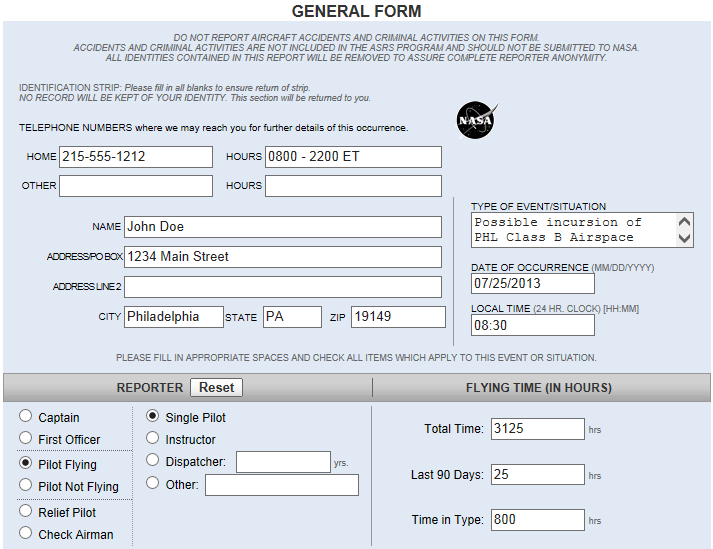 GENERAL FORM
DO NOT REPORT AIRCRAFT ACCIDENTS AND CRIMINAL ACTIVITIES ON THIS FORM.
ACCIDENTS AND CRIMINAL ACTIVITIES ARE NOT INCLUDED IN THE ASRS PROGRAM AND SHOULD NOT BE SUBMITTED TO NASA.
ALL IDENTITIES CONTAINED IN THIS REPORT WILL BE REMOVED TO ASSURE COMPLETE REPORTER ANONYMITY.
IDENTIFICATION STRIP: Please fill in all blanks to ensure return of strip.
NO RECORD WILL BE KEPT OF YOUR IDENTITY. This section will be returned to you.
NASA
TELEPHONE NUMBERS where we may reach you for further details of this occurrence.
HOME 215-555-1212 HOURS 0800 - 2200 ET
OTHER HOURS
NAME John Doe
ADDRESS/PO BOX 1234 Main Street
ADDRESS LINE 2
CITY Philadelphia STATE PA ZIP 19149
TYPE OF EVENT/SITUATION
Possible incursion of
PHL Class B Airspace
DATE OF OCCURRENCE (MM/DD/YYYY)
07/25/2013
LOCAL TIME (24 HR. CLOCK) [HH:MM]
08:30
PLEASE FILL IN APPROPRIATE SPACES AND CHECK ALL ITEMS WHICH APPLY TO THIS EVENT OR SITUATION.
REPORTER Reset
Captain
First Officer
Pilot Flying
Pilot Not Flying
Relief Pilot
Check Airman
Single Pilot
Instructor
Dispatcher: yrs.
Other:
FLYING TIME (IN HOURS)
Total Time: 3125 hrs
Last 90 Days: 25 hrs
Time in Type: 800 hrs